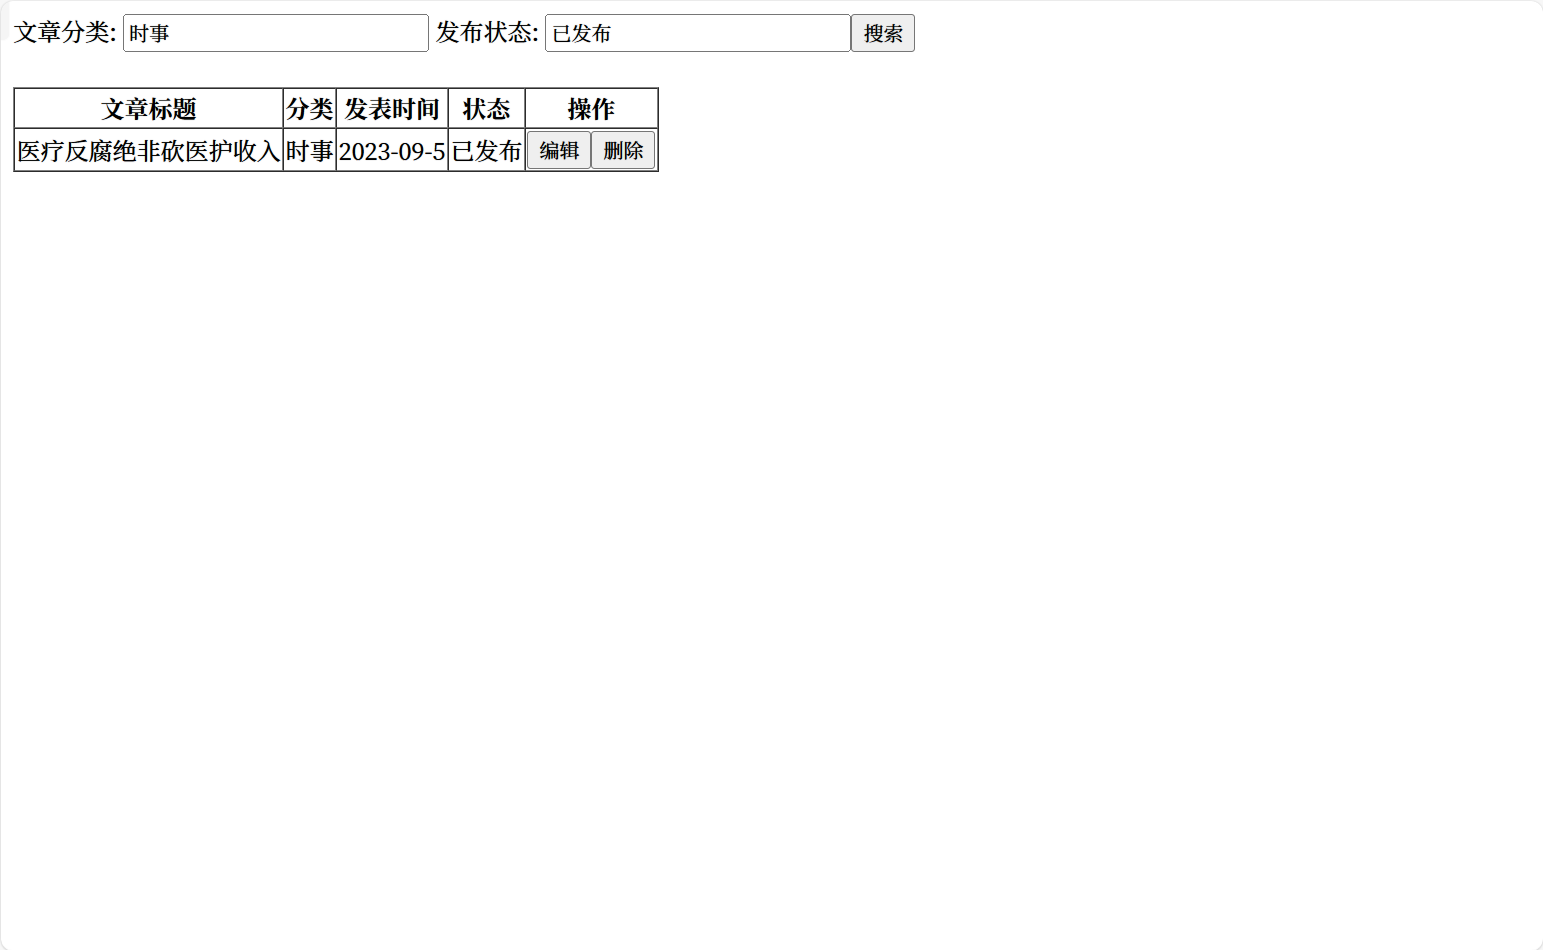 文章分类: 时事 发布状态: 已发布 搜索
文章标题 分类 发表时间 状态 操作
医疗反腐绝非砍医护收入 时事 2023-09-5 已发布 编辑 删除